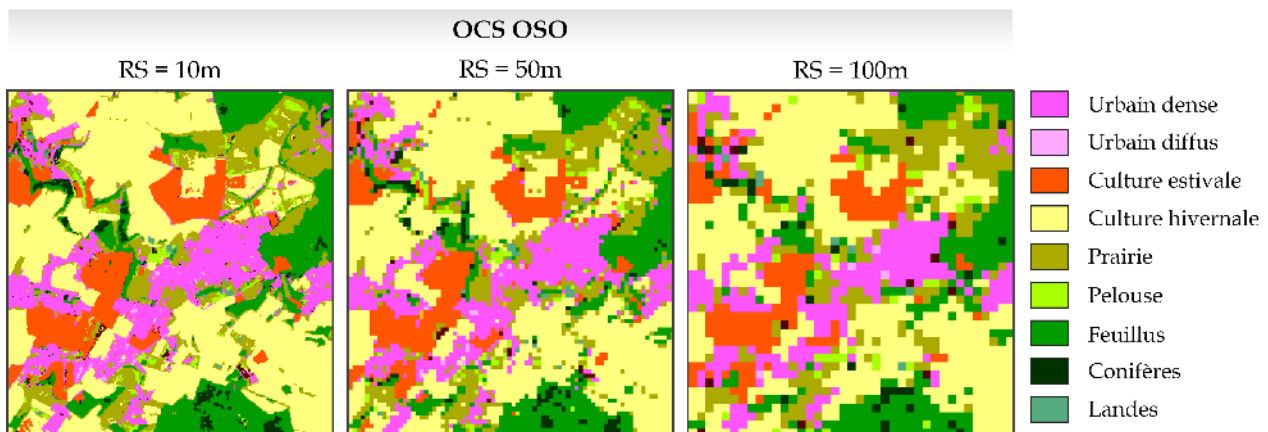 OCS OSO
RS = 10m
RS = 50m
RS = 100m
Urbain dense
Urbain diffus
Culture estivale
Culture hivernale
Prairie
Pelouse
Feuillus
Conifères
Landes